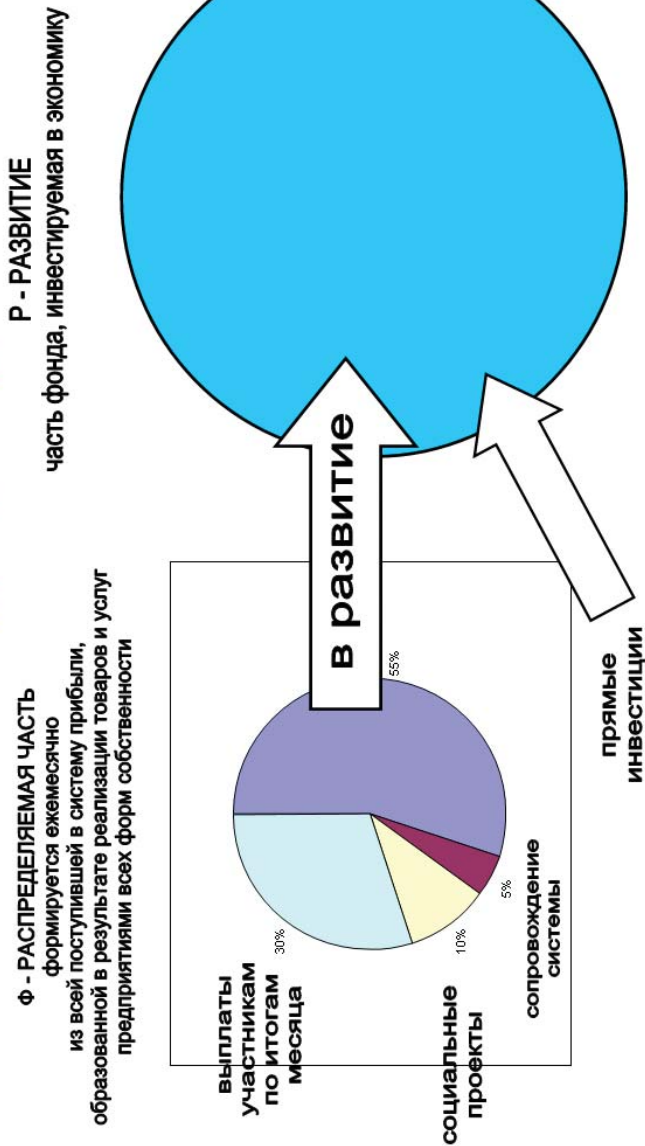 Ф - РАСПРЕДЕЛЯЕМАЯ ЧАСТЬ
формируется ежемесячно
из всей поступившей в систему прибыли,
образованной в результате реализации товаров и услуг
предприятиями всех форм собственности
Р - РАЗВИТИЕ
часть фонда, инвестируемая в экономику
выплаты
участникам
по итогам
месяца
30%
в развитие
55%
социальные
проекты
10%
сопровождение
системы
5%
прямые
инвестиции